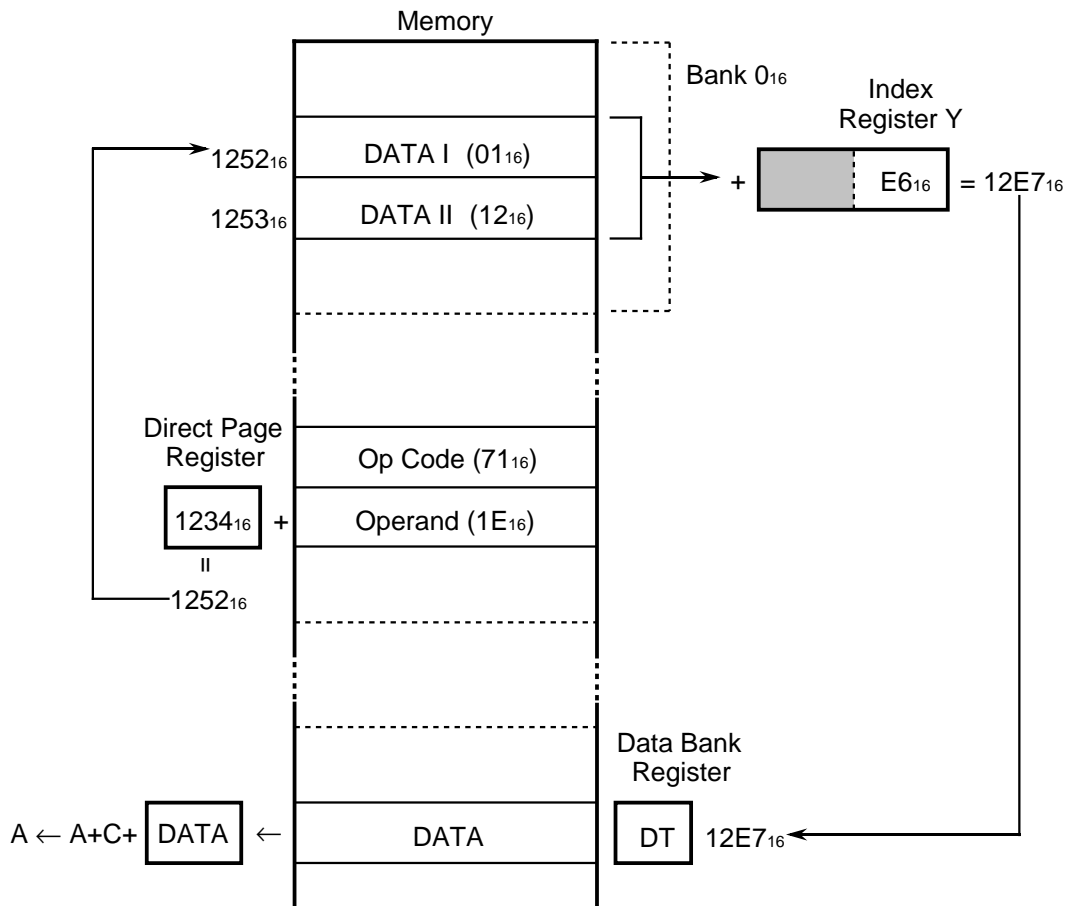 Memory
Bank 0₁₆
Index
Register Y
1252₁₆
DATA I (01₁₆)
+
E6₁₆
= 12E7₁₆
1253₁₆
DATA II (12₁₆)
Direct Page
Register
Op Code (71₁₆)
1234₁₆
+
Operand (1E₁₆)
=
1252₁₆
Data Bank
Register
A ← A+C+
DATA
←
DATA
DT
12E7₁₆